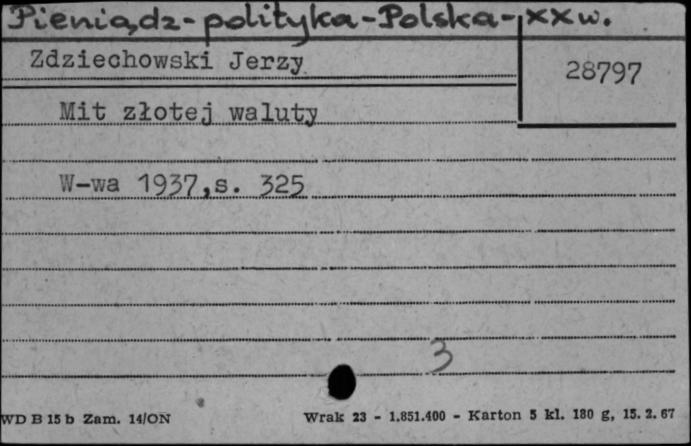 Pieniądz-polityka-Polska-XX w.
Zdziechowski Jerzy
28797
Mit złotej waluty
W-wa 1937,s. 325
3
WD B 15 b Zam. 14/ON
Wrak 23 - 1.851.400 - Karton 5 kl. 180 g, 15. 2. 67